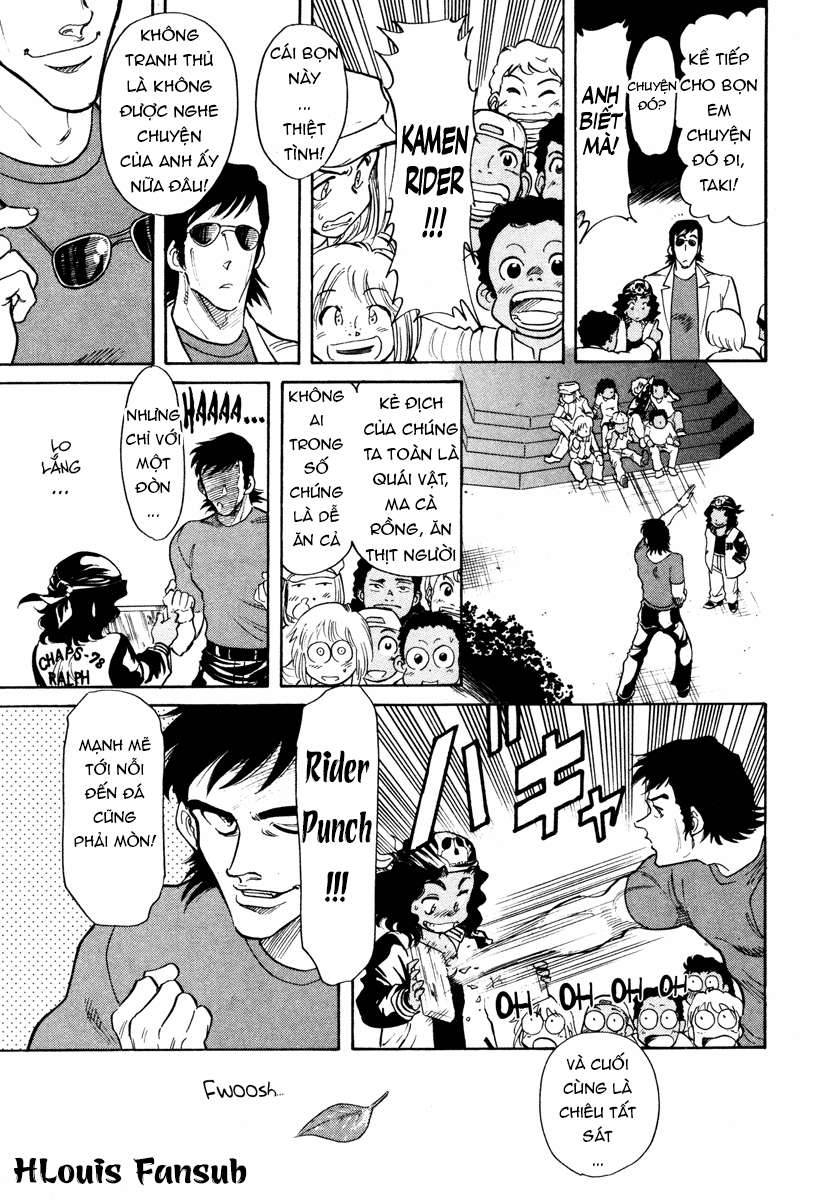 KỂ TIẾP
CHO BỌN
EM
CHUYỆN
ĐÓ ĐI,
TAKI!
CHUYỆN
ĐÓ?
ANH
BIẾT
MÀ!
KAMEN
RIDER
!!!
CÁI BỌN
NÀY
...
THIỆT
TÌNH!
KHÔNG
TRANH THỦ
LÀ KHÔNG
ĐƯỢC NGHE
CHUYỆN
CỦA ANH ẤY
NỮA ĐÂU!
KẺ ĐỊCH
CỦA CHÚNG
TA TOÀN LÀ
QUÁI VẬT,
MA CÀ
RỒNG, ĂN
THỊT NGƯỜI
KHÔNG
AI
TRONG
SỐ
CHÚNG
LÀ DỄ
ĂN CẢ
HAAAA...
NHƯNG
CHỈ VỚI
MỘT
ĐÒN
...
LO
LẮNG
...
CHAPS-78
RALPH
バキャ
Rider
Punch
!!!
MẠNH MẼ
TỚI NỖI
ĐẾN ĐÁ
CŨNG
PHẢI MÒN!
OH OH OH OH
VÀ CUỐI
CÙNG LÀ
CHIÊU TẤT
SÁT
...
FWOOSH...
HLouis Fansub